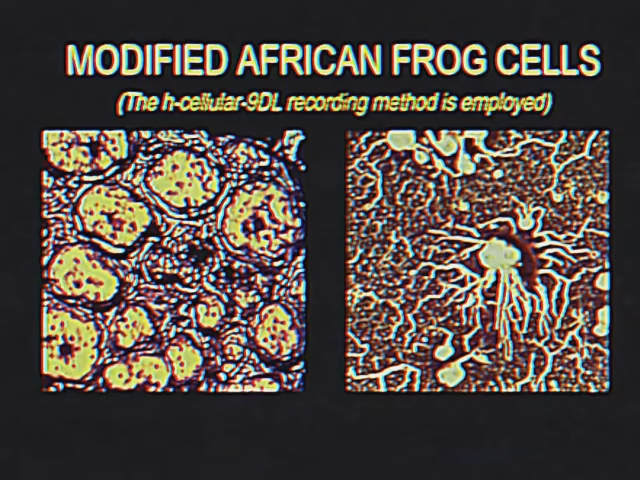 MODIFIED AFRICAN FROG CELLS
(The h-cellular-9DL recording method is employed)